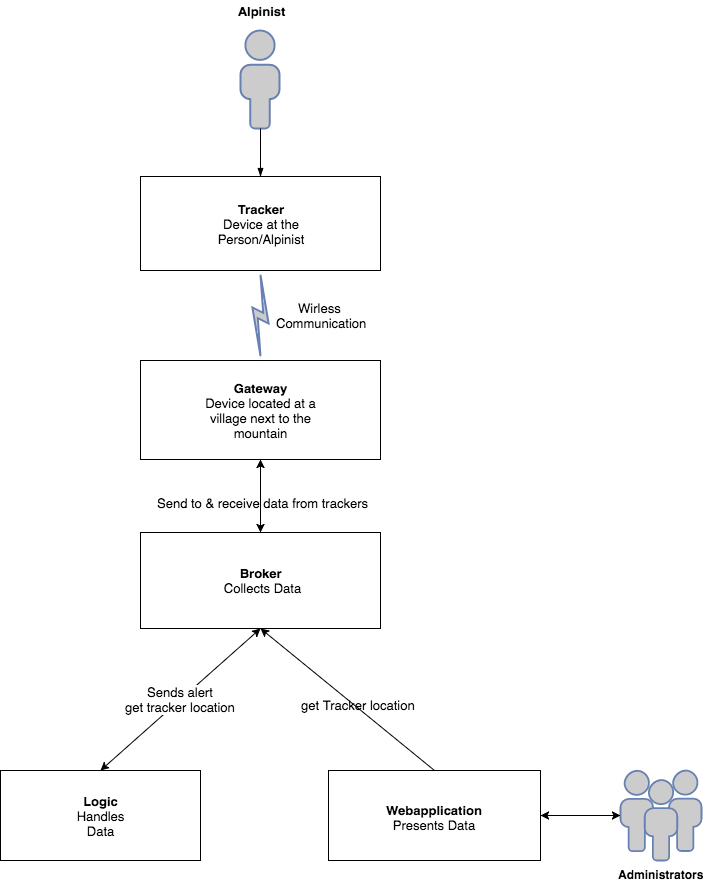 Alpinist
Tracker
Device at the
Person/Alpinist
Wirless
Communication
Gateway
Device located at a
village next to the
mountain
Send to & receive data from trackers
Broker
Collects Data
Sends alert
get tracker location
get Tracker location
Logic
Handles
Data
Webapplication
Presents Data
Administrators